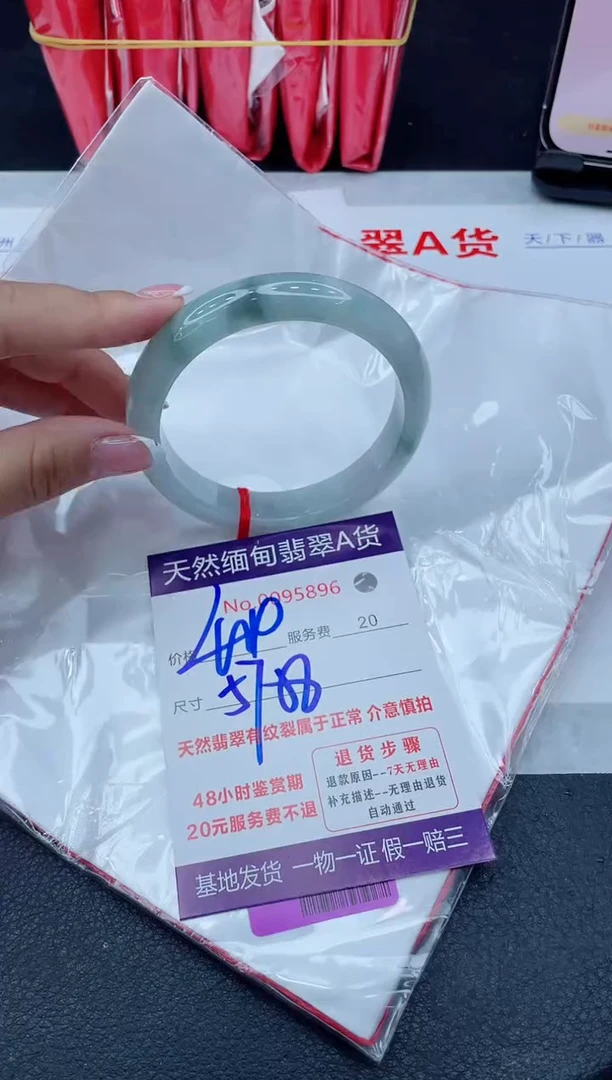 洲
翠A货
天/下/翡
天然缅甸翡翠A货
No.0095896
价格 服务费 20
尺寸
天然翡翠有纹裂属于正常 介意慎拍
48小时鉴赏期
20元服务费不退
退货步骤
退款原因--7天无理由
补充描述--无理由退货
自动通过
基地发货 一物一证 假一赔三